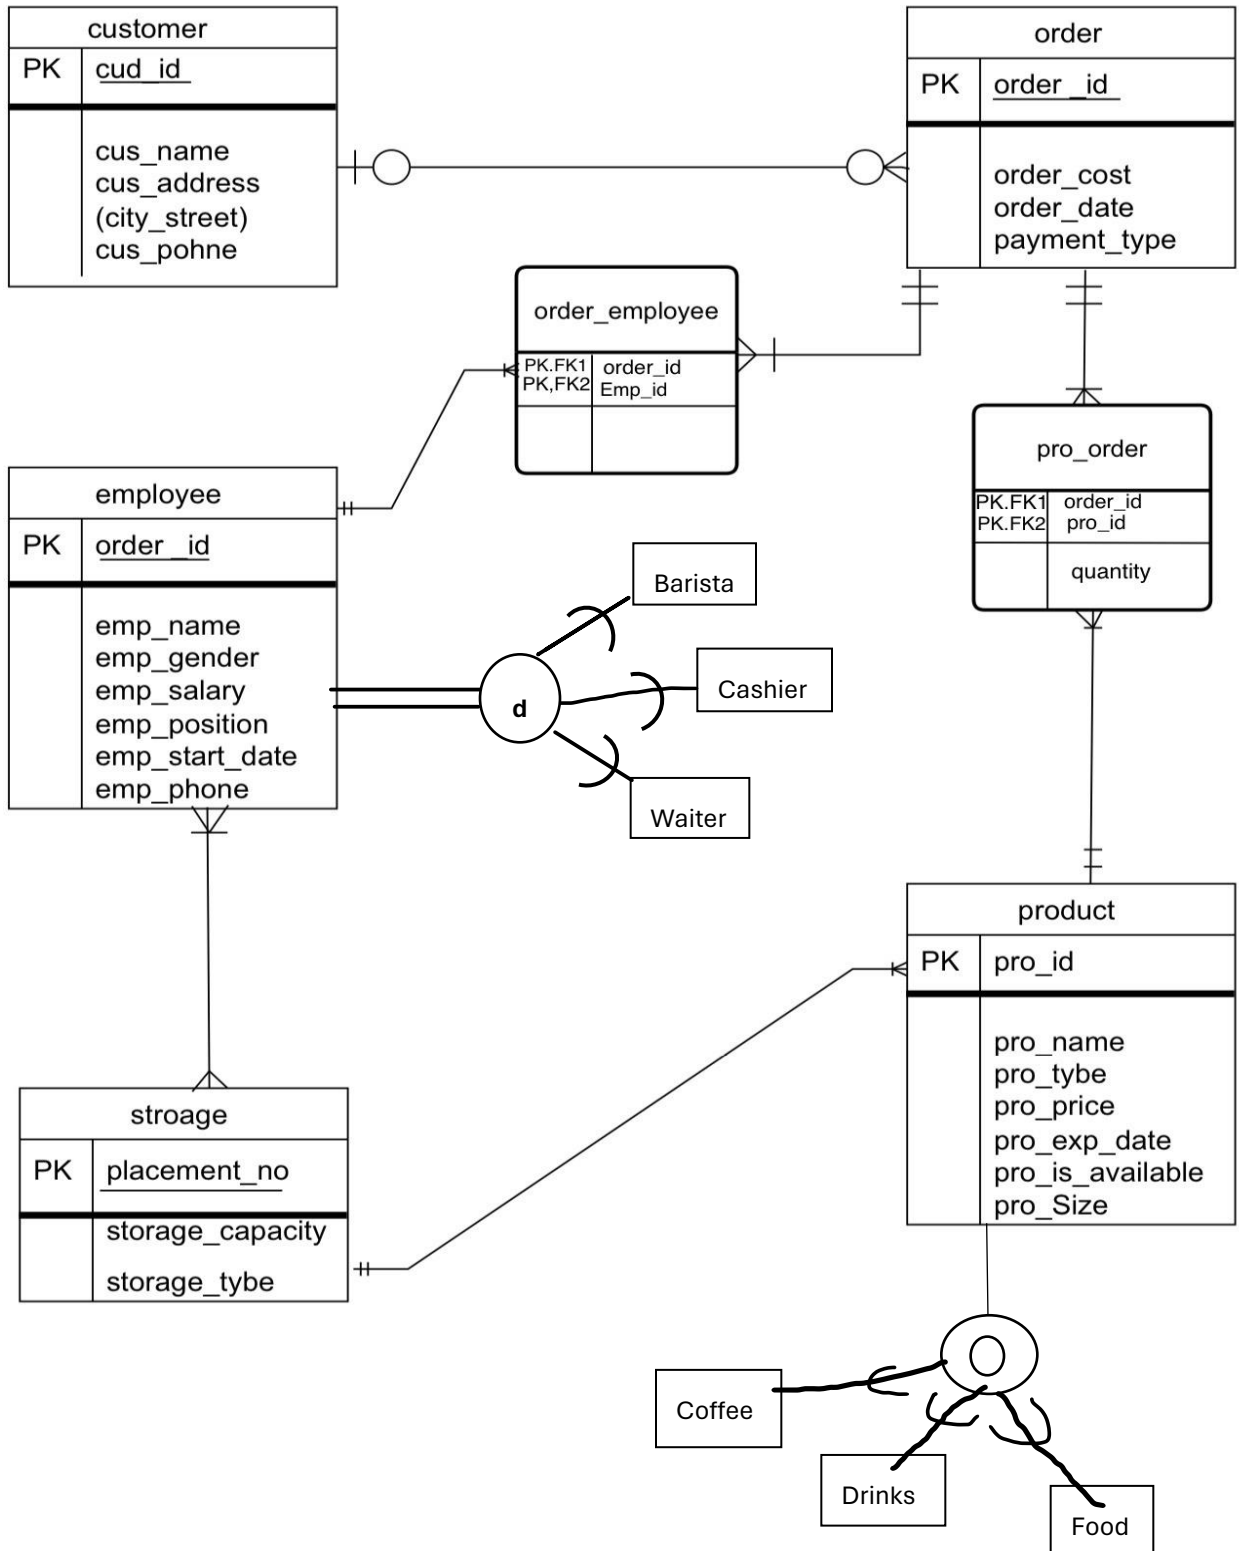 customer
PK cud_id
cus_name
cus_address
(city_street)
cus_pohne
order
PK order _id
order_cost
order_date
payment_type
order_employee
PK.FK1 order_id
PK,FK2 Emp_id
pro_order
PK.FK1 order_id
PK.FK2 pro_id
quantity
employee
PK order _id
emp_name
emp_gender
emp_salary
emp_position
emp_start_date
emp_phone
d
Barista
Cashier
Waiter
product
PK pro_id
pro_name
pro_tybe
pro_price
pro_exp_date
pro_is_available
pro_Size
stroage
PK placement_no
storage_capacity
storage_tybe
O
Coffee
Drinks
Food